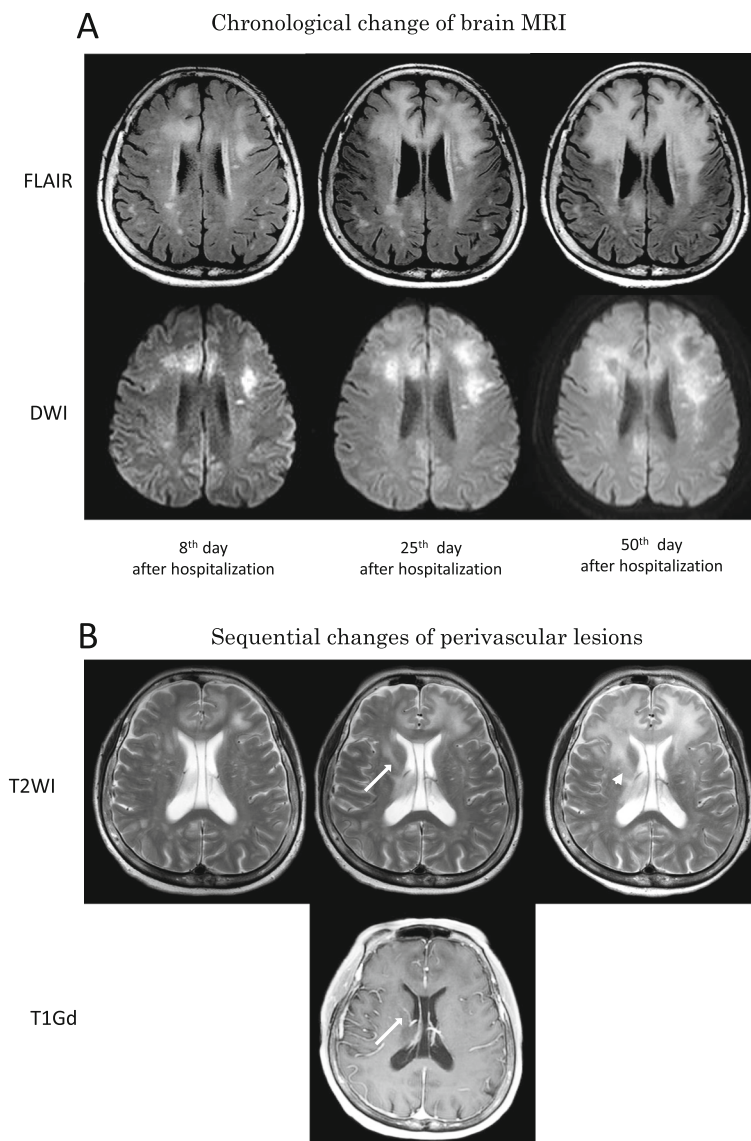 A
Chronological change of brain MRI
FLAIR
DWI
8th day
after hospitalization
25th day
after hospitalization
50th day
after hospitalization
B
Sequential changes of perivascular lesions
T2WI
T1Gd